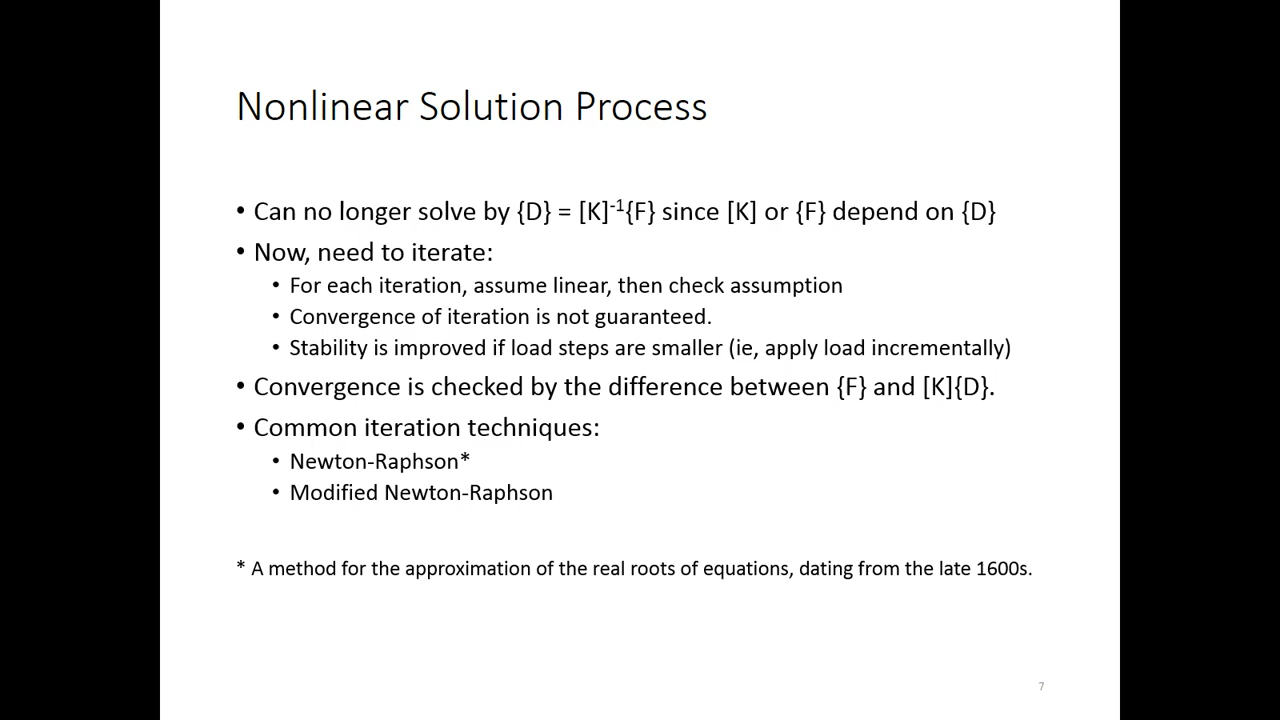 Nonlinear Solution Process
• Can no longer solve by {D} = [K]⁻¹{F} since [K] or {F} depend on {D}
• Now, need to iterate:
• For each iteration, assume linear, then check assumption
• Convergence of iteration is not guaranteed.
• Stability is improved if load steps are smaller (ie, apply load incrementally)
• Convergence is checked by the difference between {F} and [K]{D}.
• Common iteration techniques:
• Newton-Raphson*
• Modified Newton-Raphson
* A method for the approximation of the real roots of equations, dating from the late 1600s.
7